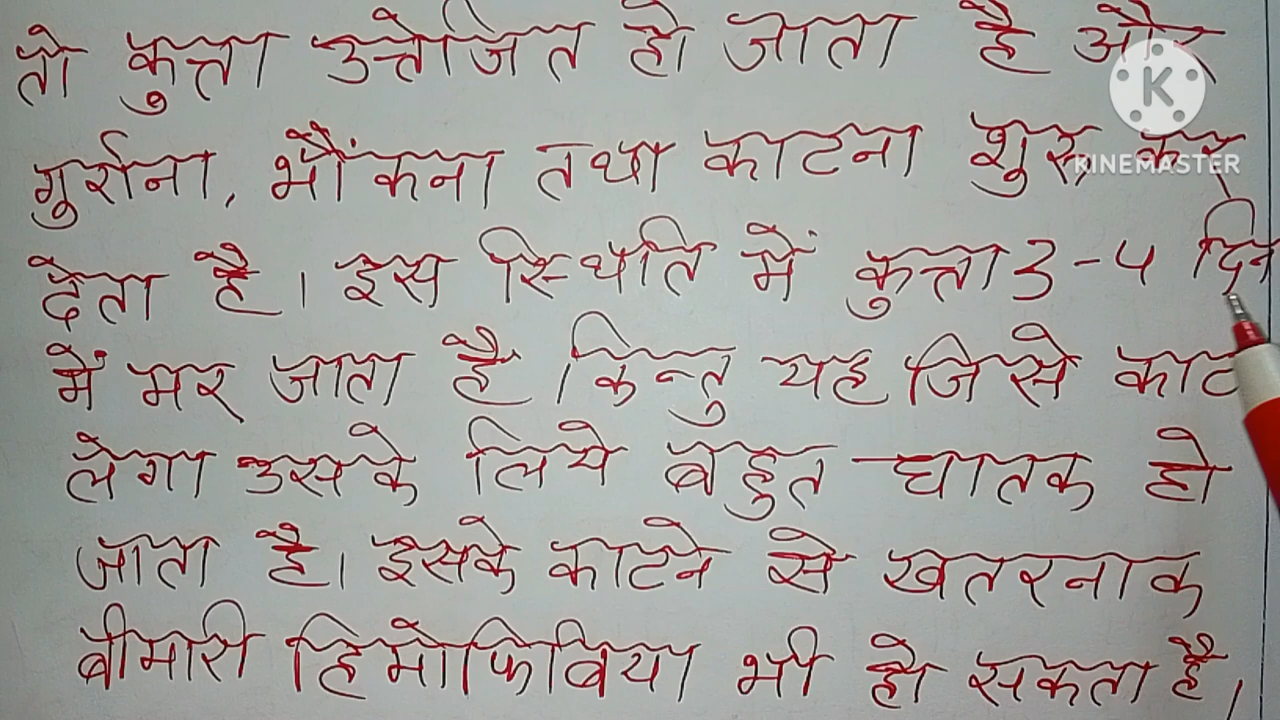 तो कुत्ता उत्तेजित हो जाता है और
गुर्राना, भौंकना तथा काटना शुरू कर
देता है। इस स्थिति में कुत्ता 3-4 दिन
में मर जाता है। किन्तु यह जिसे काट
लेगा उसके लिये बहुत घातक हो
जाता है। इसके काटने से खतरनाक
बीमारी हिमोफिबिया भी हो सकता है।
K
KINEMASTER